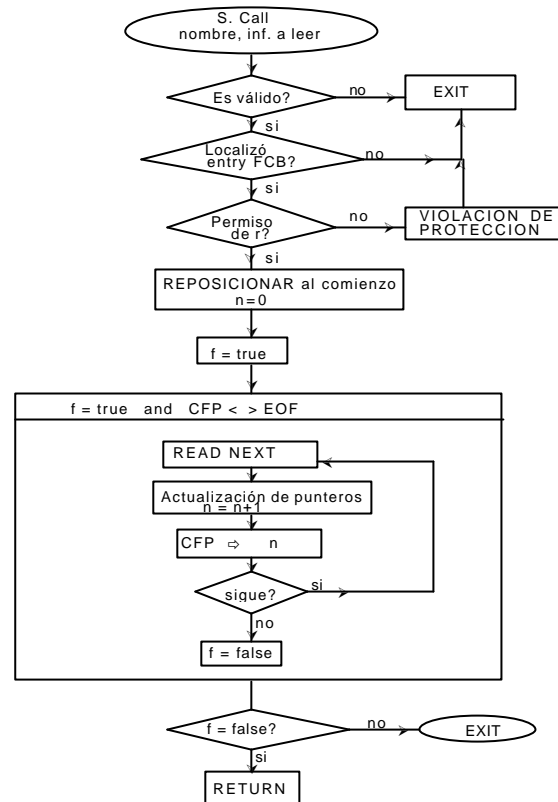 S. Call
nombre, inf. a leer
Es válido?
no
EXIT
si
Localizó
entry FCB?
no
si
Permiso
de r?
no
VIOLACION DE
PROTECCION
si
REPOSICIONAR al comienzo
n=0
f = true
f = true and CFP < > EOF
READ NEXT
Actualización de punteros
n = n+1
CFP ⇨ n
sigue?
si
no
f = false
f = false?
no
EXIT
si
RETURN